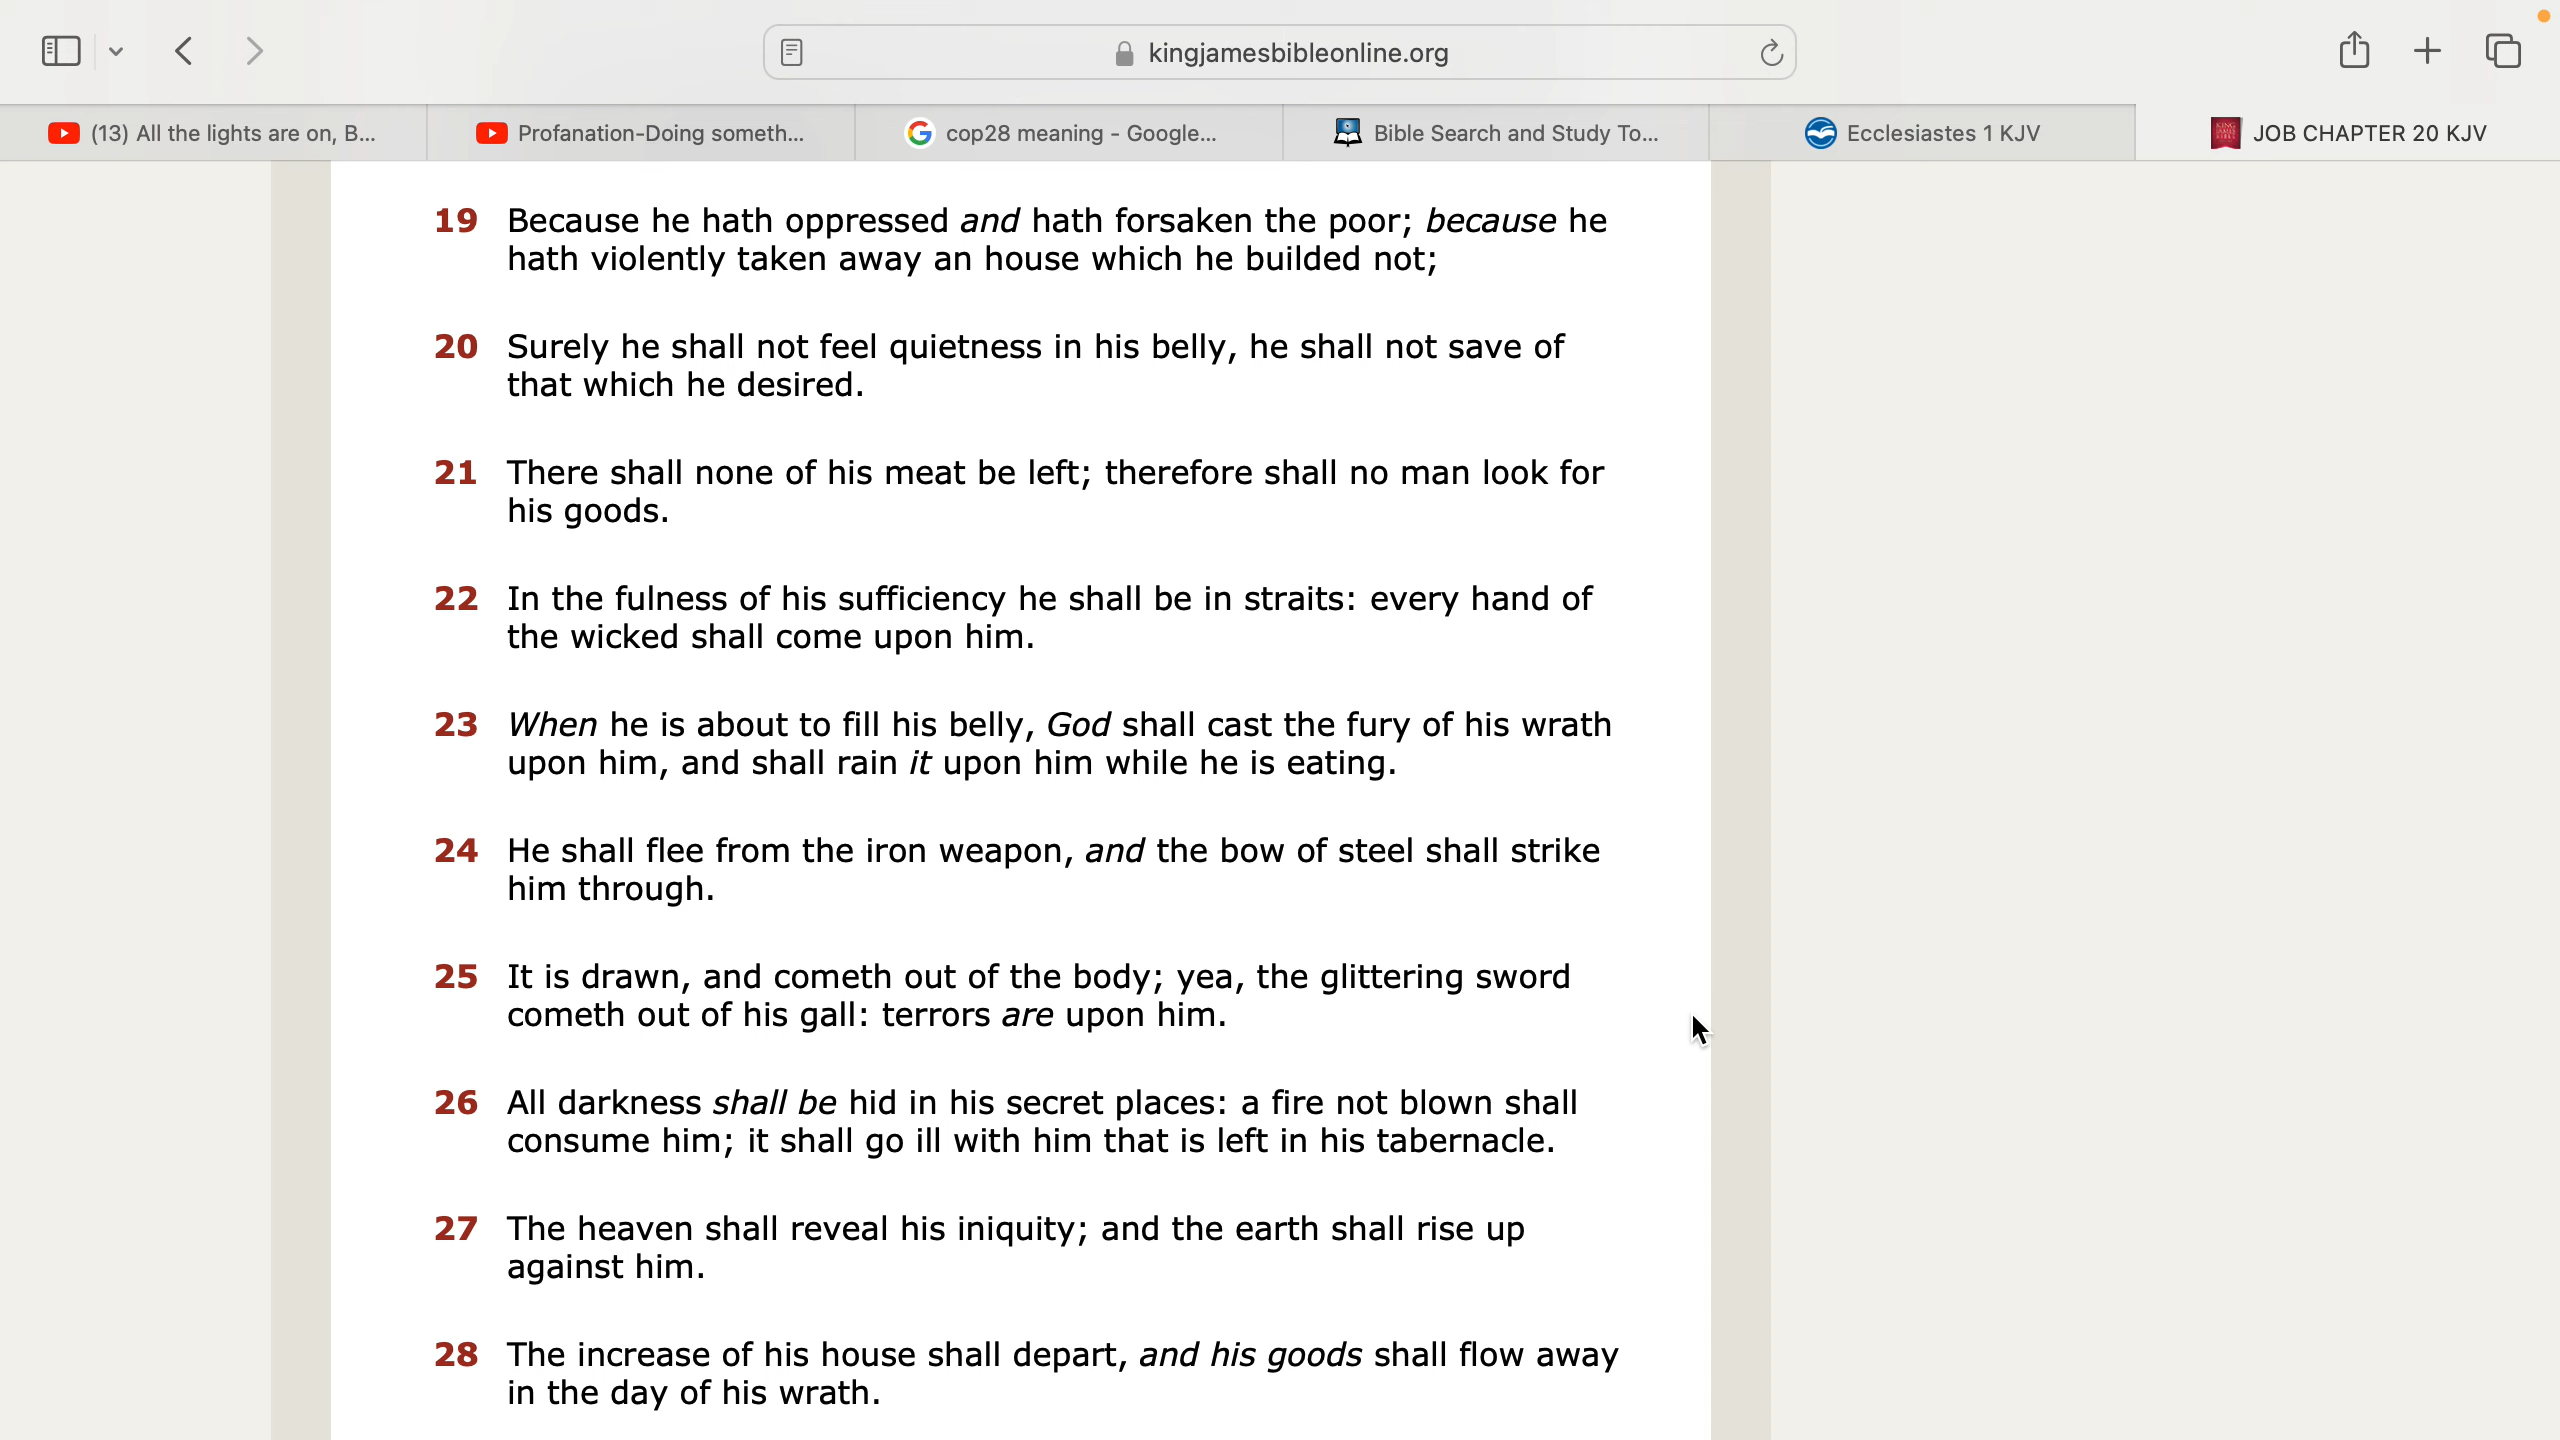 kingjamesbibleonline.org
(13) All the lights are on, B...
Profanation-Doing someth...
cop28 meaning - Google...
Bible Search and Study To...
Ecclesiastes 1 KJV
JOB CHAPTER 20 KJV
19 Because he hath oppressed and hath forsaken the poor; because he
hath violently taken away an house which he builded not;
20 Surely he shall not feel quietness in his belly, he shall not save of
that which he desired.
21 There shall none of his meat be left; therefore shall no man look for
his goods.
22 In the fulness of his sufficiency he shall be in straits: every hand of
the wicked shall come upon him.
23 When he is about to fill his belly, God shall cast the fury of his wrath
upon him, and shall rain it upon him while he is eating.
24 He shall flee from the iron weapon, and the bow of steel shall strike
him through.
25 It is drawn, and cometh out of the body; yea, the glittering sword
cometh out of his gall: terrors are upon him.
26 All darkness shall be hid in his secret places: a fire not blown shall
consume him; it shall go ill with him that is left in his tabernacle.
27 The heaven shall reveal his iniquity; and the earth shall rise up
against him.
28 The increase of his house shall depart, and his goods shall flow away
in the day of his wrath.